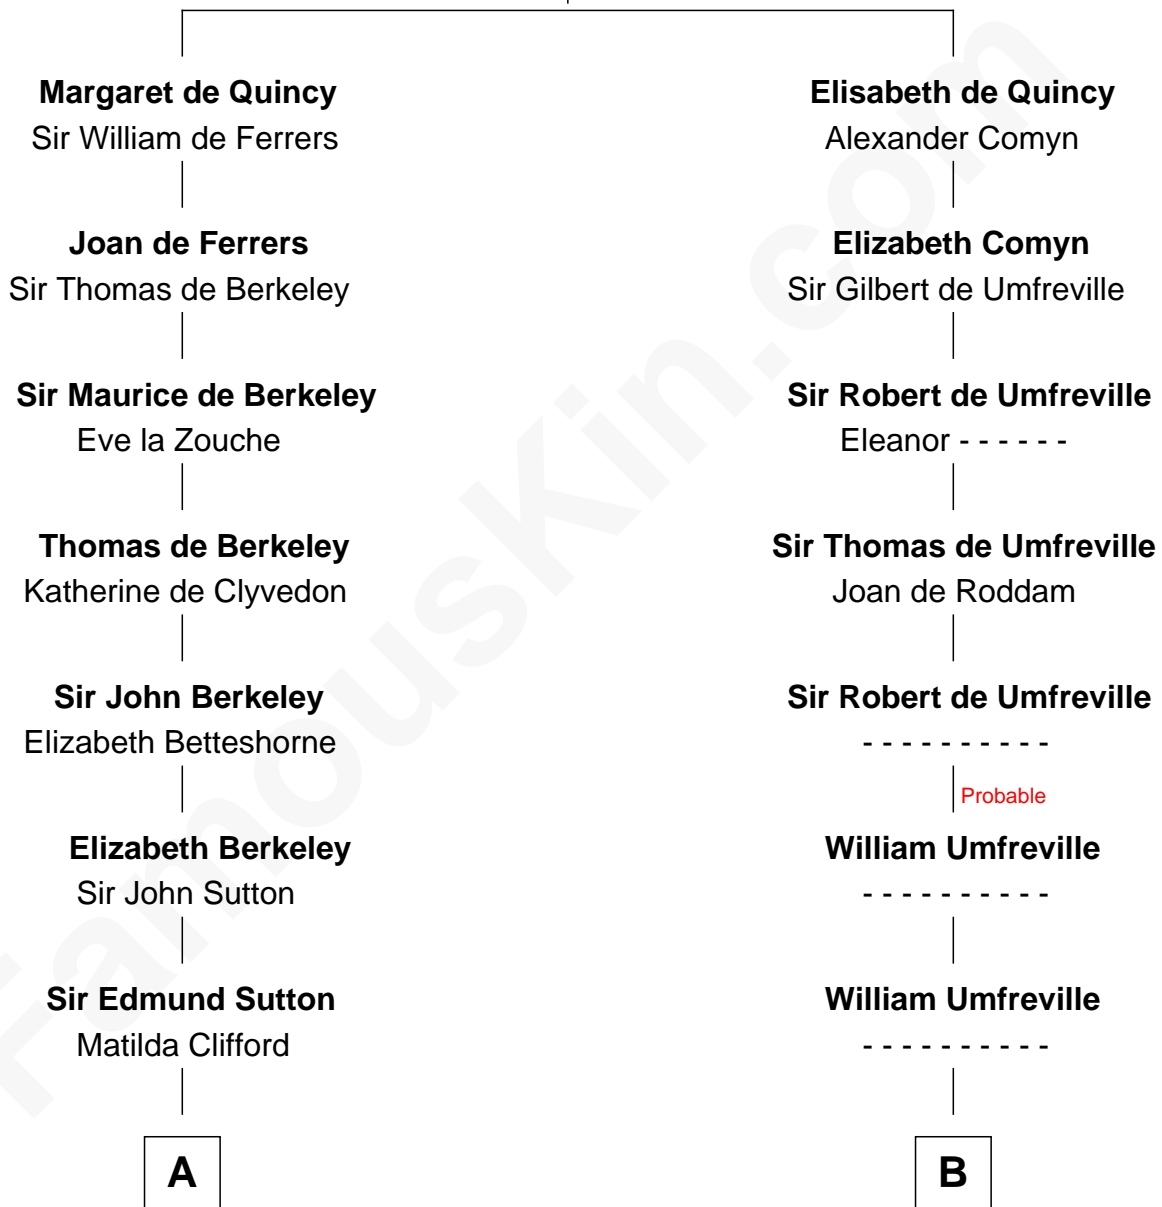 Margaret de Quincy
Sir William de Ferrers
Elisabeth de Quincy
Alexander Comyn
Joan de Ferrers
Sir Thomas de Berkeley
Elizabeth Comyn
Sir Gilbert de Umfreville
Sir Maurice de Berkeley
Eve la Zouche
Sir Robert de Umfreville
Eleanor - - - - - -
Thomas de Berkeley
Katherine de Clyvedon
Sir Thomas de Umfreville
Joan de Roddam
Sir John Berkeley
Elizabeth Betteshorne
Sir Robert de Umfreville
- - - - - - - - - -
Probable
Elizabeth Berkeley
Sir John Sutton
William Umfreville
- - - - - - - - - -
Sir Edmund Sutton
Matilda Clifford
William Umfreville
- - - - - - - - - -
A
B
FamousKin.com